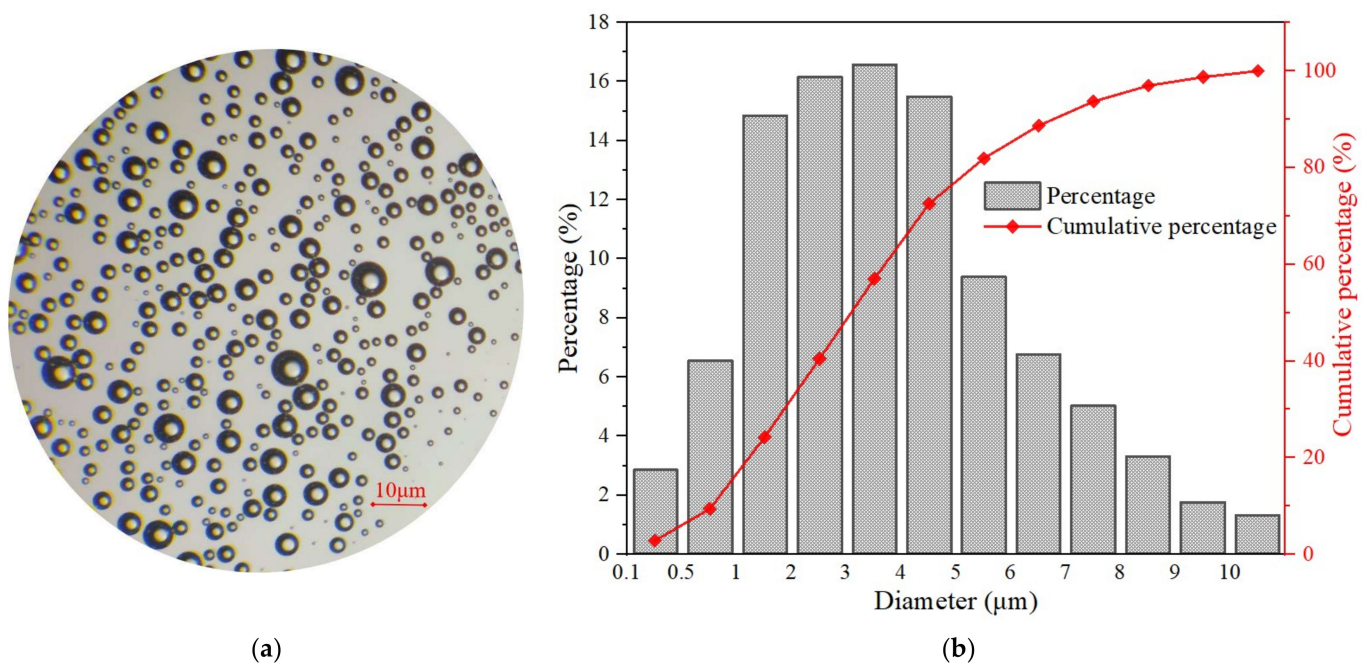 10μm
(a)
18
16
14
12
10
8
6
4
2
0
Percentage (%)
0.1 0.5 1 2 3 4 5 6 7 8 9 10
Diameter (μm)
100
80
60
40
20
0
Cumulative percentage (%)
Percentage
Cumulative percentage
(b)